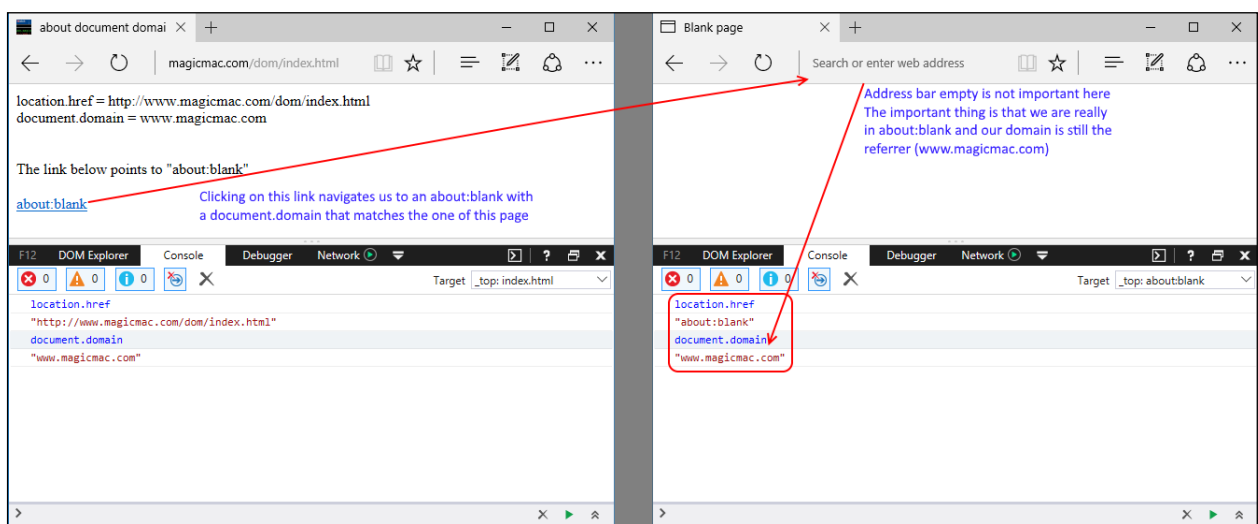 about document domai
magicmac.com/dom/index.html
location.href = http://www.magicmac.com/dom/index.html
document.domain = www.magicmac.com
The link below points to "about:blank"
about:blank
Clicking on this link navigates us to an about:blank with
a document.domain that matches the one of this page
F12 DOM Explorer Console Debugger Network
0 0 0 Target _top: index.html
location.href
"http://www.magicmac.com/dom/index.html"
document.domain
"www.magicmac.com"
Blank page
Search or enter web address
Address bar empty is not important here
The important thing is that we are really
in about:blank and our domain is still the
referrer (www.magicmac.com)
F12 DOM Explorer Console Debugger Network
0 0 0 Target _top: about:blank
location.href
"about:blank"
document.domain
"www.magicmac.com"